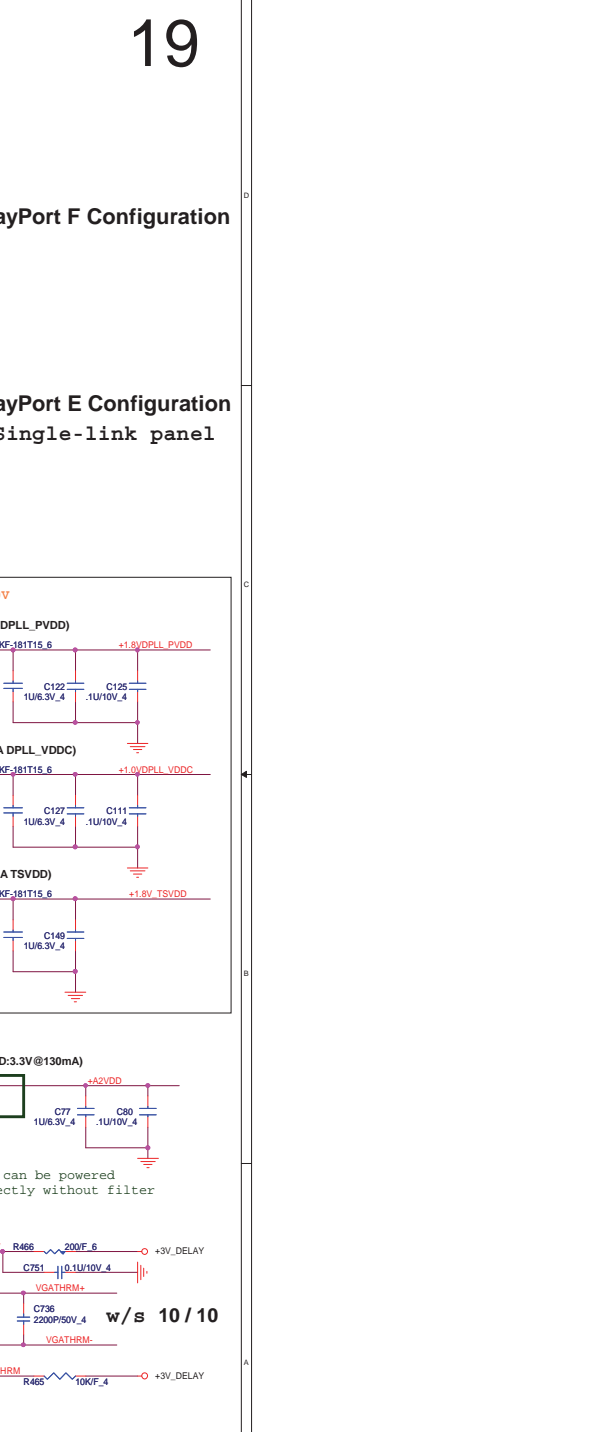 19
D
ayPort F Configuration
ayPort E Configuration
Single-link panel
C
V
DPLL_PVDD)
KF-181T15_6
+1.8VDPLL_PVDD
C122
1U/6.3V_4
C125
.1U/10V_4
A DPLL_VDDC)
KF-181T15_6
+1.0VDPLL_VDDC
C127
1U/6.3V_4
C111
.1U/10V_4
A TSVDD)
KF-181T15_6
+1.8V_TSVDD
C149
1U/6.3V_4
B
D:3.3V@130mA)
+A2VDD
C77
1U/6.3V_4
C80
.1U/10V_4
can be powered
ectly without filter
R466 200/F_6 +3V_DELAY
C751 0.1U/10V_4
VGATHRM+
C736
2200P/50V_4
w/s 10/10
VGATHRM-
A
HRM
R465 10K/F_4 +3V_DELAY